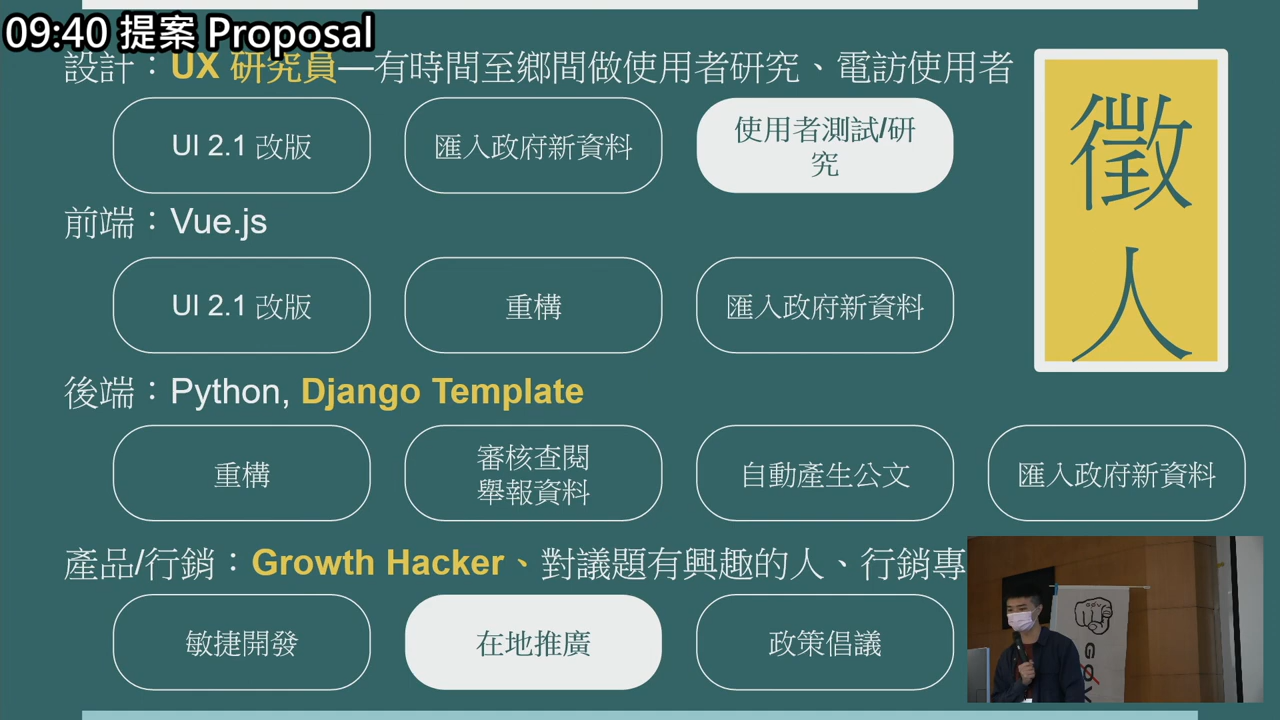 09:40 提案 Proposal
設計：UX 研究員—有時間至鄉間做使用者研究、電訪使用者
UI 2.1 改版
匯入政府新資料
使用者測試/研
究
前端：Vue.js
UI 2.1 改版
重構
匯入政府新資料
後端：Python, Django Template
重構
審核查閱
舉報資料
自動產生公文
匯入政府新資料
產品/行銷：Growth Hacker、對議題有興趣的人、行銷專
敏捷開發
在地推廣
政策倡議
徵
人